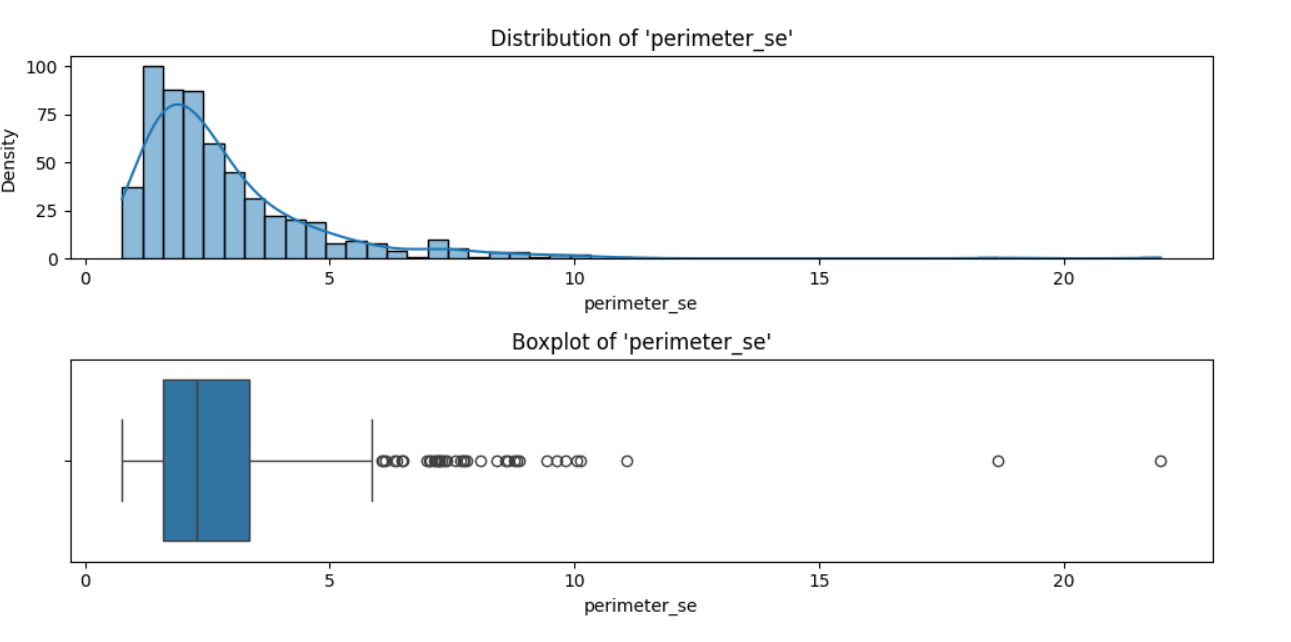 Distribution of 'perimeter_se'
100
75
50
25
0
Density
0 5 10 15 20
perimeter_se
Boxplot of 'perimeter_se'
0 5 10 15 20
perimeter_se